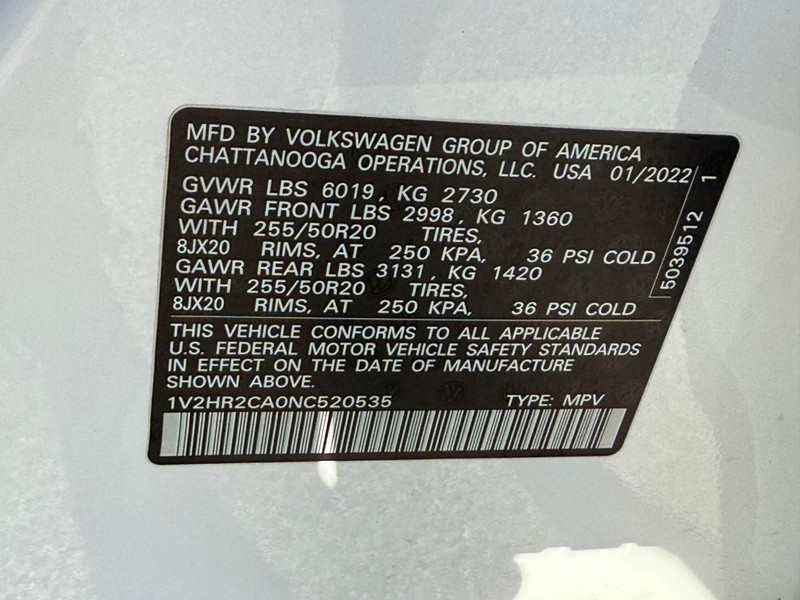 MFD BY VOLKSWAGEN GROUP OF AMERICA
CHATTANOOGA OPERATIONS, LLC. USA 01/2022
GVWR LBS 6019, KG 2730
GAWR FRONT LBS 2998, KG 1360
WITH 255/50R20 TIRES,
8JX20 RIMS, AT 250 KPA, 36 PSI COLD
GAWR REAR LBS 3131, KG 1420
WITH 255/50R20 TIRES,
8JX20 RIMS, AT 250 KPA, 36 PSI COLD
5039512 1
THIS VEHICLE CONFORMS TO ALL APPLICABLE
U.S. FEDERAL MOTOR VEHICLE SAFETY STANDARDS
IN EFFECT ON THE DATE OF MANUFACTURE
SHOWN ABOVE.
1V2HR2CA0NC520535 TYPE: MPV